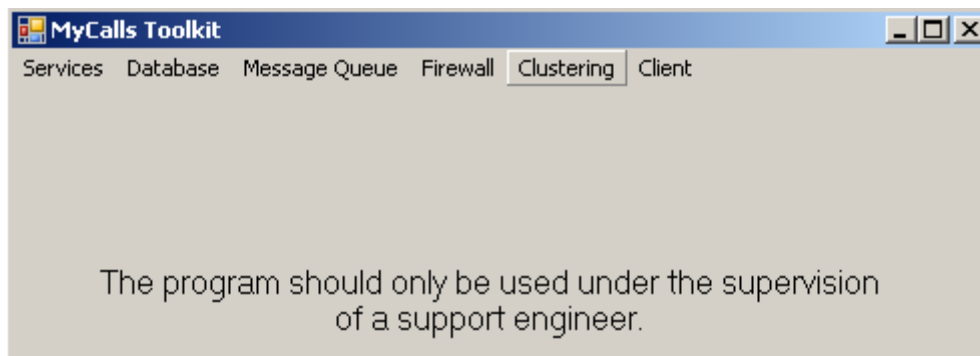 MyCalls Toolkit
Services Database Message Queue Firewall Clustering Client
The program should only be used under the supervision
of a support engineer.